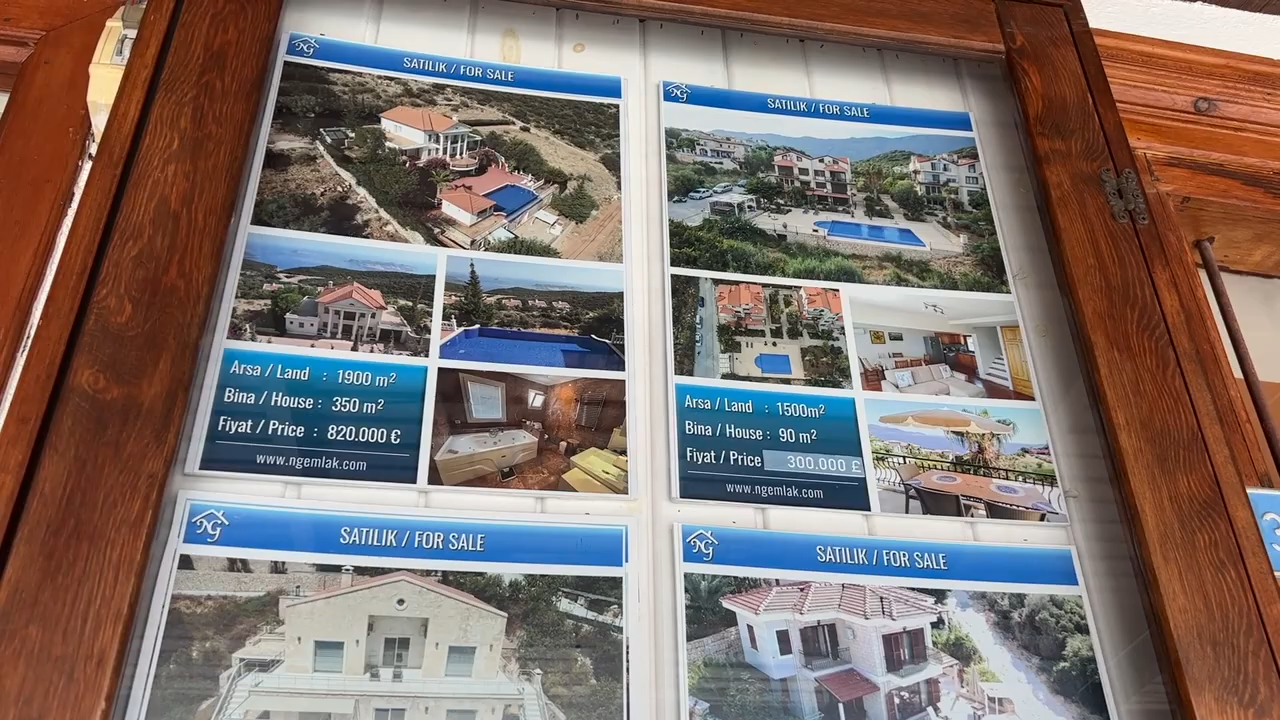 NG
SATILIK / FOR SALE
Arsa / Land : 1900 m²
Bina / House : 350 m²
Fiyat / Price : 820.000 €
www.ngemlak.com
NG
SATILIK / FOR SALE
Arsa / Land : 1500m²
Bina / House : 90 m²
Fiyat / Price 300.000 £
www.ngemlak.com
NG
SATILIK / FOR SALE
NG
SATILIK / FOR SALE